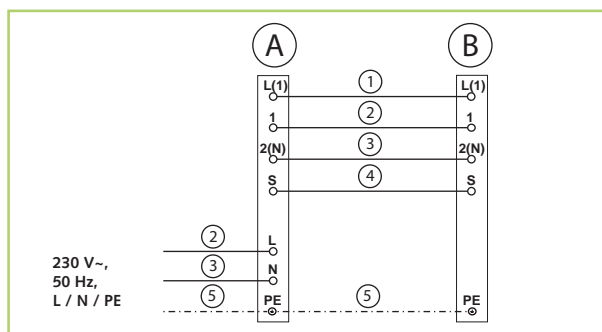 A B
L(1) 1 L(1)
1 2 1
2(N) 3 2(N)
S 4 S
2 L
230 V~,
3 N
50 Hz,
L / N / PE
5 PE 5 PE